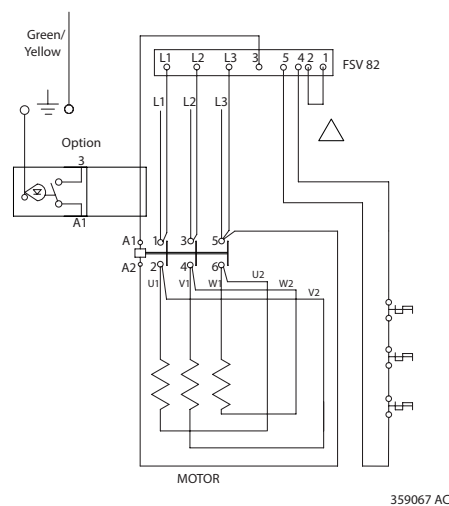 Green/
Yellow
L1 L2 L3 3 5 4 2 1
FSV 82
L1 L2 L3
Option
3
A1
A1 1 3 5
A2 2 4 6
U1 V1 W1 U2 W2 V2
MOTOR
359067 AC